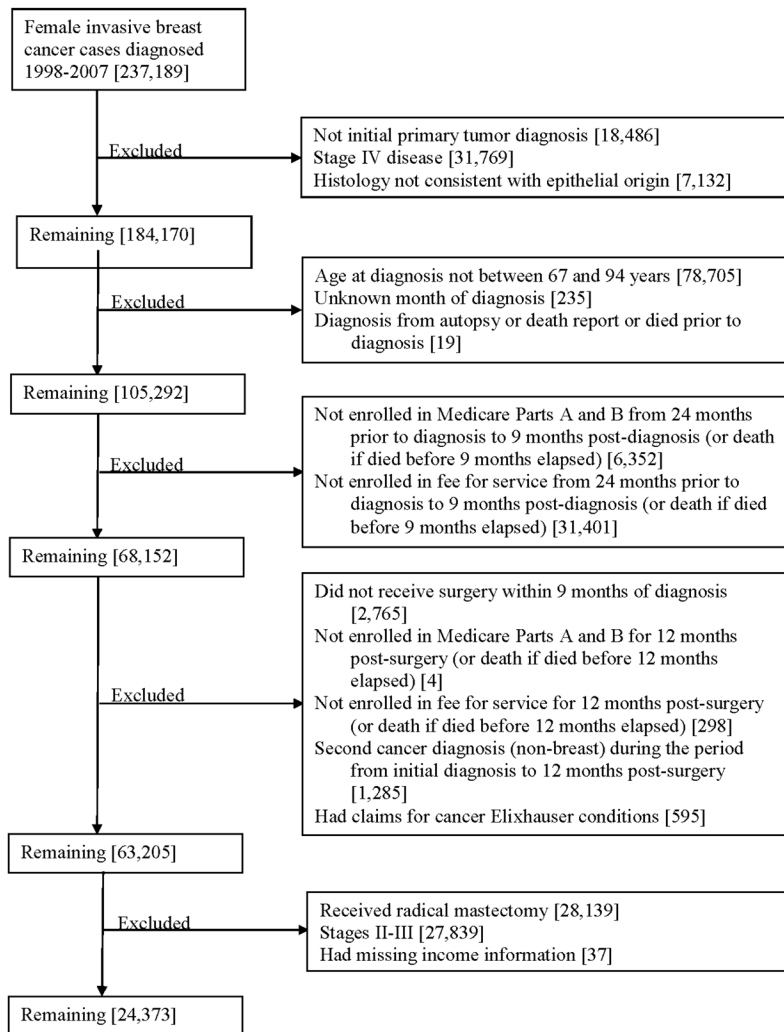 Female invasive breast
cancer cases diagnosed
1998-2007 [237,189]
Excluded
Not initial primary tumor diagnosis [18,486]
Stage IV disease [31,769]
Histology not consistent with epithelial origin [7,132]
Remaining [184,170]
Excluded
Age at diagnosis not between 67 and 94 years [78,705]
Unknown month of diagnosis [235]
Diagnosis from autopsy or death report or died prior to
diagnosis [19]
Remaining [105,292]
Excluded
Not enrolled in Medicare Parts A and B from 24 months
prior to diagnosis to 9 months post-diagnosis (or death
if died before 9 months elapsed) [6,352]
Not enrolled in fee for service from 24 months prior to
diagnosis to 9 months post-diagnosis (or death if died
before 9 months elapsed) [31,401]
Remaining [68,152]
Excluded
Did not receive surgery within 9 months of diagnosis
[2,765]
Not enrolled in Medicare Parts A and B for 12 months
post-surgery (or death if died before 12 months
elapsed) [4]
Not enrolled in fee for service for 12 months post-surgery
(or death if died before 12 months elapsed) [298]
Second cancer diagnosis (non-breast) during the period
from initial diagnosis to 12 months post-surgery
[1,285]
Had claims for cancer Elixhauser conditions [595]
Remaining [63,205]
Excluded
Received radical mastectomy [28,139]
Stages II-III [27,839]
Had missing income information [37]
Remaining [24,373]